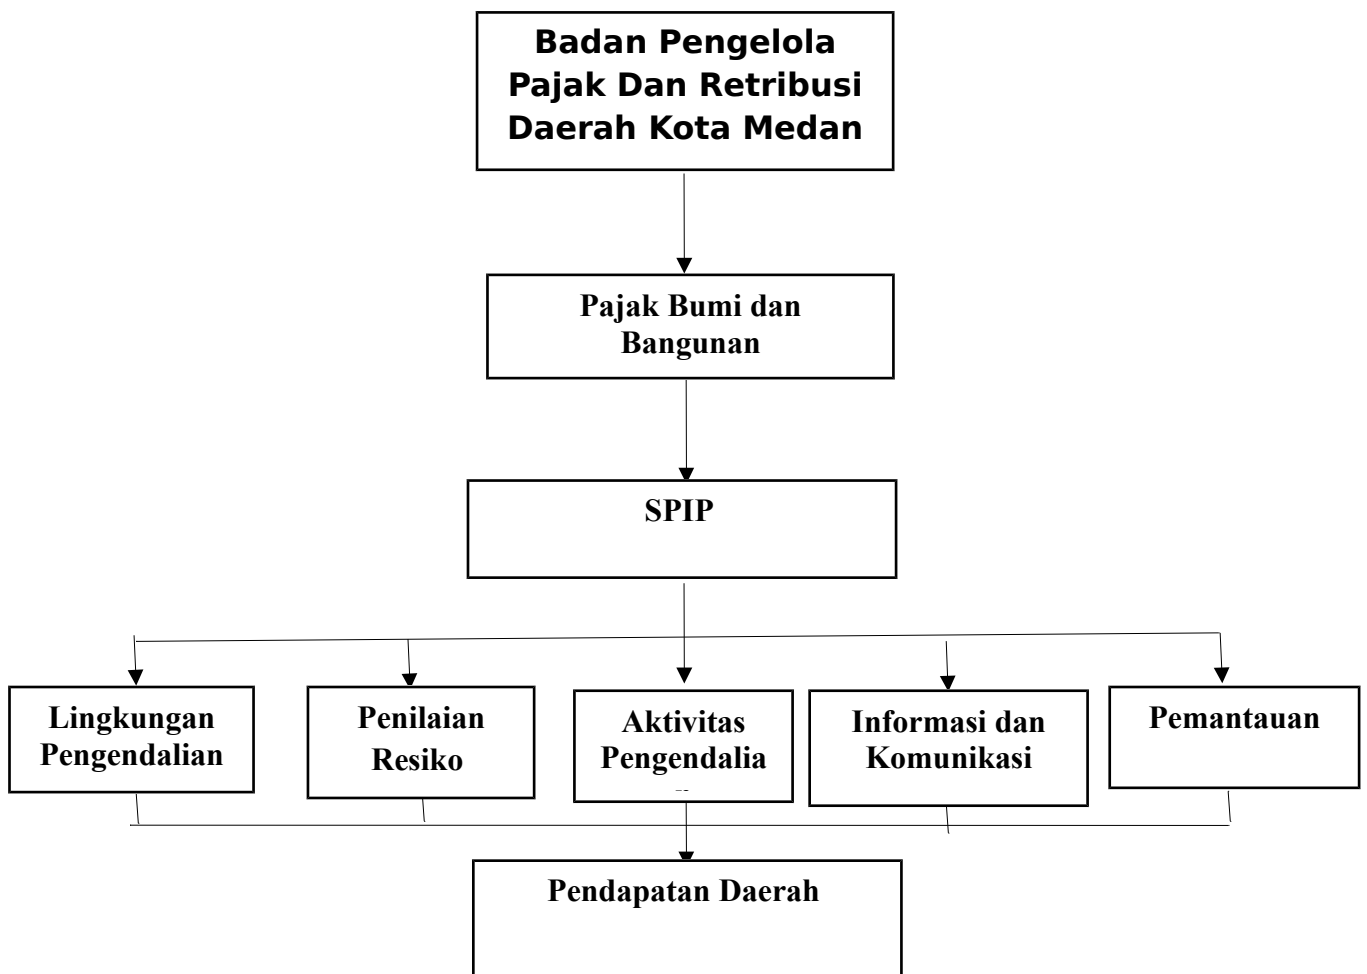 Badan Pengelola
Pajak Dan Retribusi
Daerah Kota Medan
Pajak Bumi dan
Bangunan
SPIP
Lingkungan
Pengendalian
Penilaian
Resiko
Aktivitas
Pengendalia
Informasi dan
Komunikasi
Pemantauan
Pendapatan Daerah